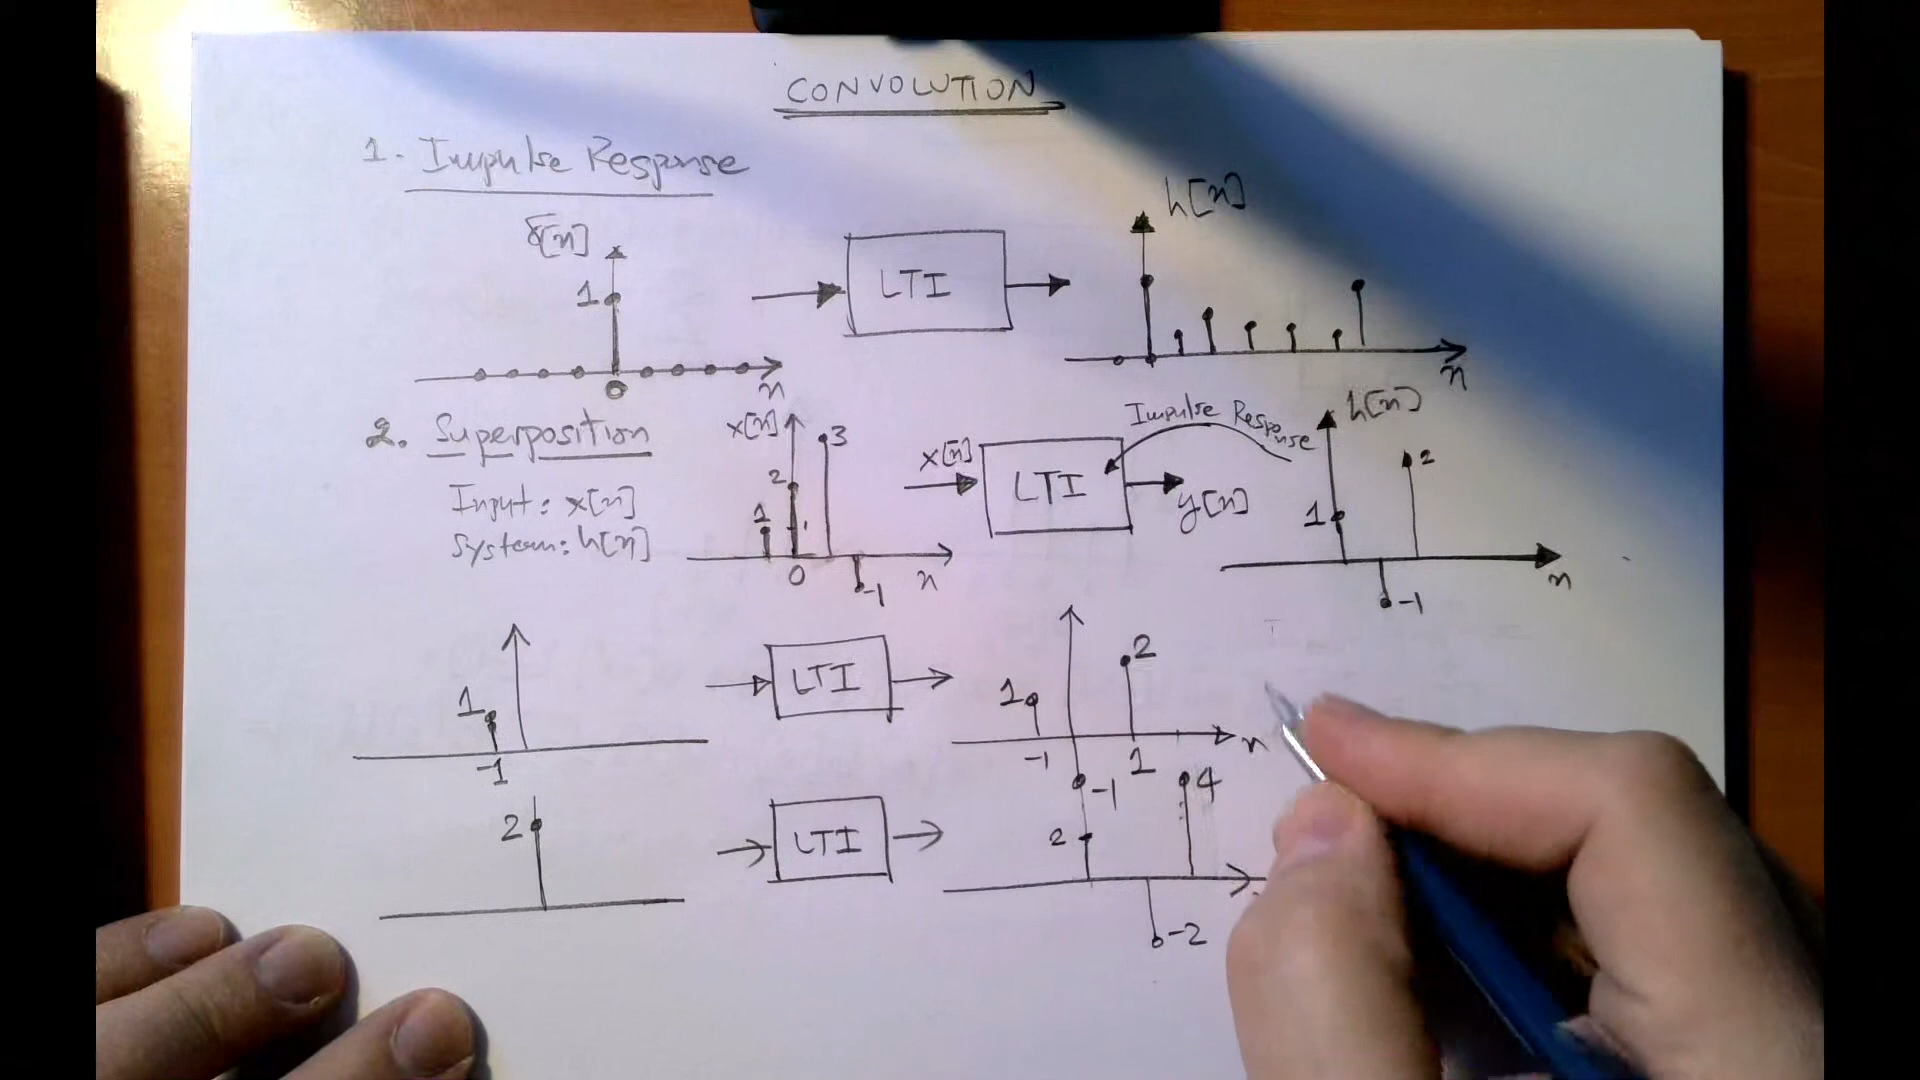 CONVOLUTION
1. Impulse Response
δ[n]
1
0
n
LTI
h[n]
n
2. Superposition
Input: x[n]
System: h[n]
x[n]
1
2
3
-1
0
n
x[n]
LTI
y[n]
Impulse Response
h[n]
1
2
-1
n
1
-1
LTI
1
2
-1
1
-1
n
2
LTI
2
4
-2